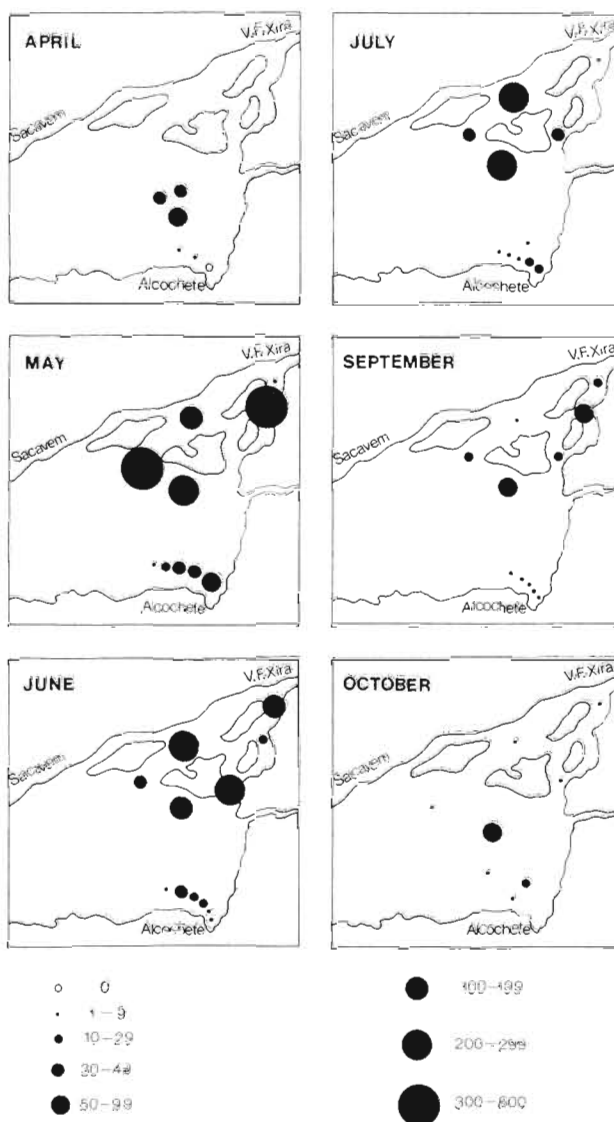 APRIL
V.F.Xira
Sacavem
Alcochete
JULY
V.F.Xira
Sacavem
Alcochete
MAY
V.F.Xira
Sacavem
Alcochete
SEPTEMBER
V.F.Xira
Sacavem
Alcochete
JUNE
V.F.Xira
Sacavem
Alcochete
OCTOBER
V.F.Xira
Sacavem
Alcochete
0
1-9
10-29
30-49
50-99
100-199
200-299
300-600